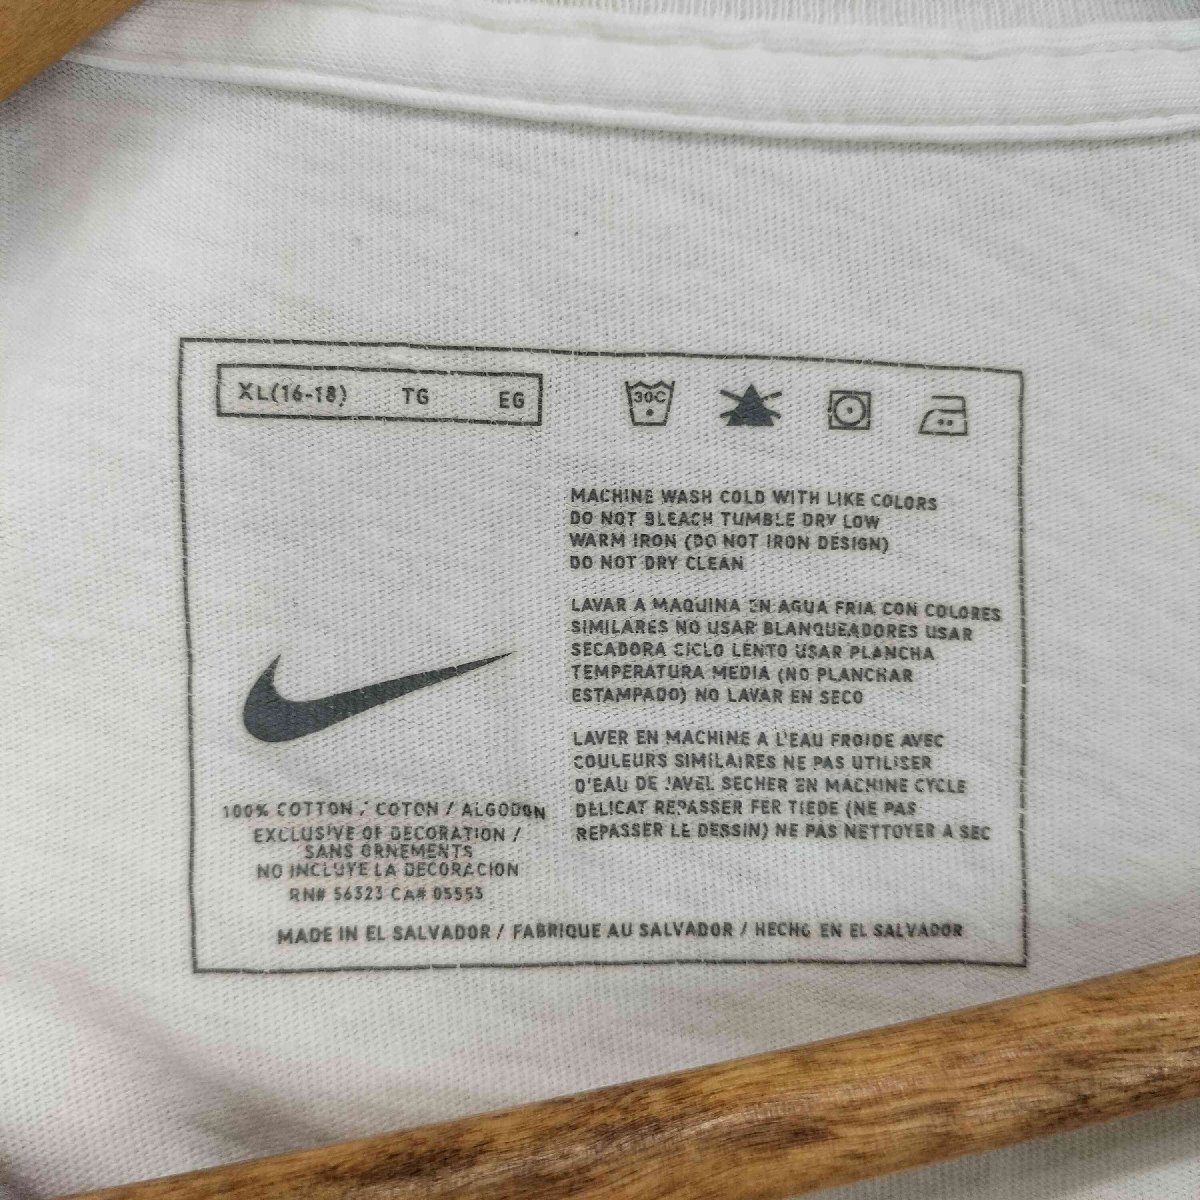 XL(16-18) TG EG
30C
MACHINE WASH COLD WITH LIKE COLORS
DO NOT BLEACH TUMBLE DRY LOW
WARM IRON (DO NOT IRON DESIGN)
DO NOT DRY CLEAN
LAVAR A MAQUINA EN AGUA FRIA CON COLORES
SIMILARES NO USAR BLANQUEADORES USAR
SECADORA CICLO LENTO USAR PLANCHA
TEMPERATURA MEDIA (NO PLANCHAR
ESTAMPADO) NO LAVAR EN SECO
LAVER EN MACHINE A L'EAU FROIDE AVEC
COULEURS SIMILAIRES NE PAS UTILISER
D'EAU DE JAVEL SECHER EN MACHINE CYCLE
DELICAT REPASSER FER TIEDE (NE PAS
REPASSER LE DESSIN) NE PAS NETTOYER A SEC
100% COTTON / COTON / ALGODON
EXCLUSIVE OF DECORATION /
SANS ORNEMENTS
NO INCLUYE LA DECORACION
RN# 56323 CA# 05553
MADE IN EL SALVADOR / FABRIQUE AU SALVADOR / HECHO EN EL SALVADOR